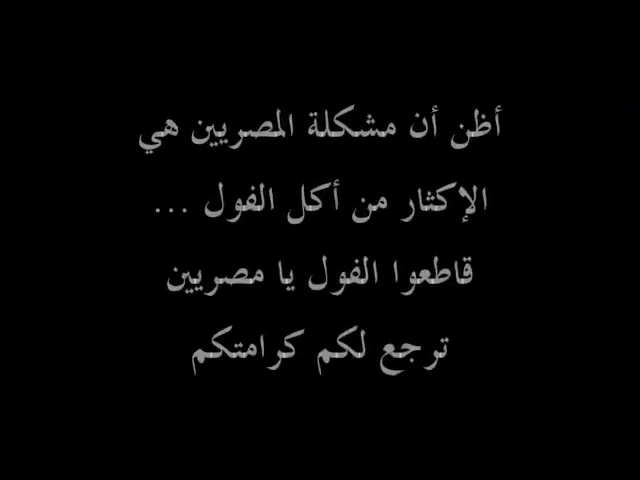 أظن أن مشكلة المصريين هي
الإكثار من أكل الفول ...
قاطعوا الفول يا مصريين
ترجع لكم كرامتكم